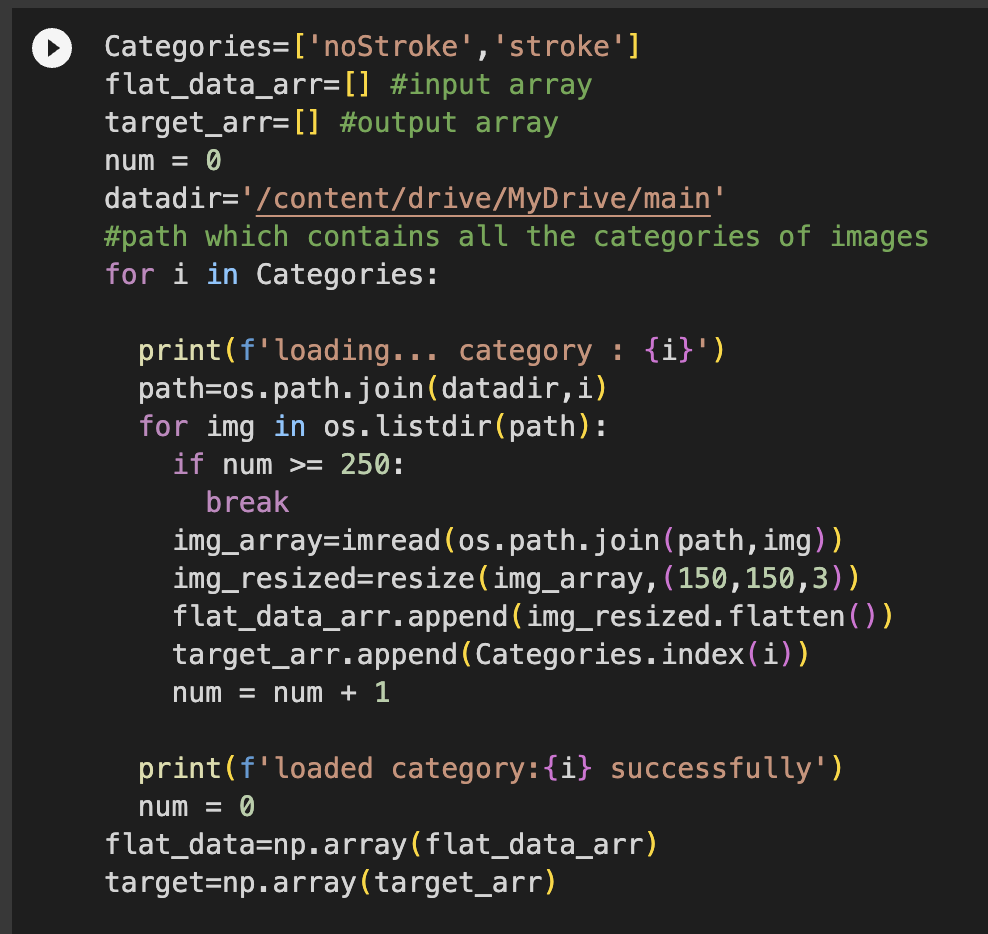 Categories=['noStroke','stroke']
flat_data_arr=[] #input array
target_arr=[] #output array
num = 0
datadir='/content/drive/MyDrive/main'
#path which contains all the categories of images
for i in Categories:

  print(f'loading... category : {i}')
  path=os.path.join(datadir,i)
  for img in os.listdir(path):
    if num >= 250:
      break
    img_array=imread(os.path.join(path,img))
    img_resized=resize(img_array,(150,150,3))
    flat_data_arr.append(img_resized.flatten())
    target_arr.append(Categories.index(i))
    num = num + 1

  print(f'loaded category:{i} successfully')
  num = 0
flat_data=np.array(flat_data_arr)
target=np.array(target_arr)